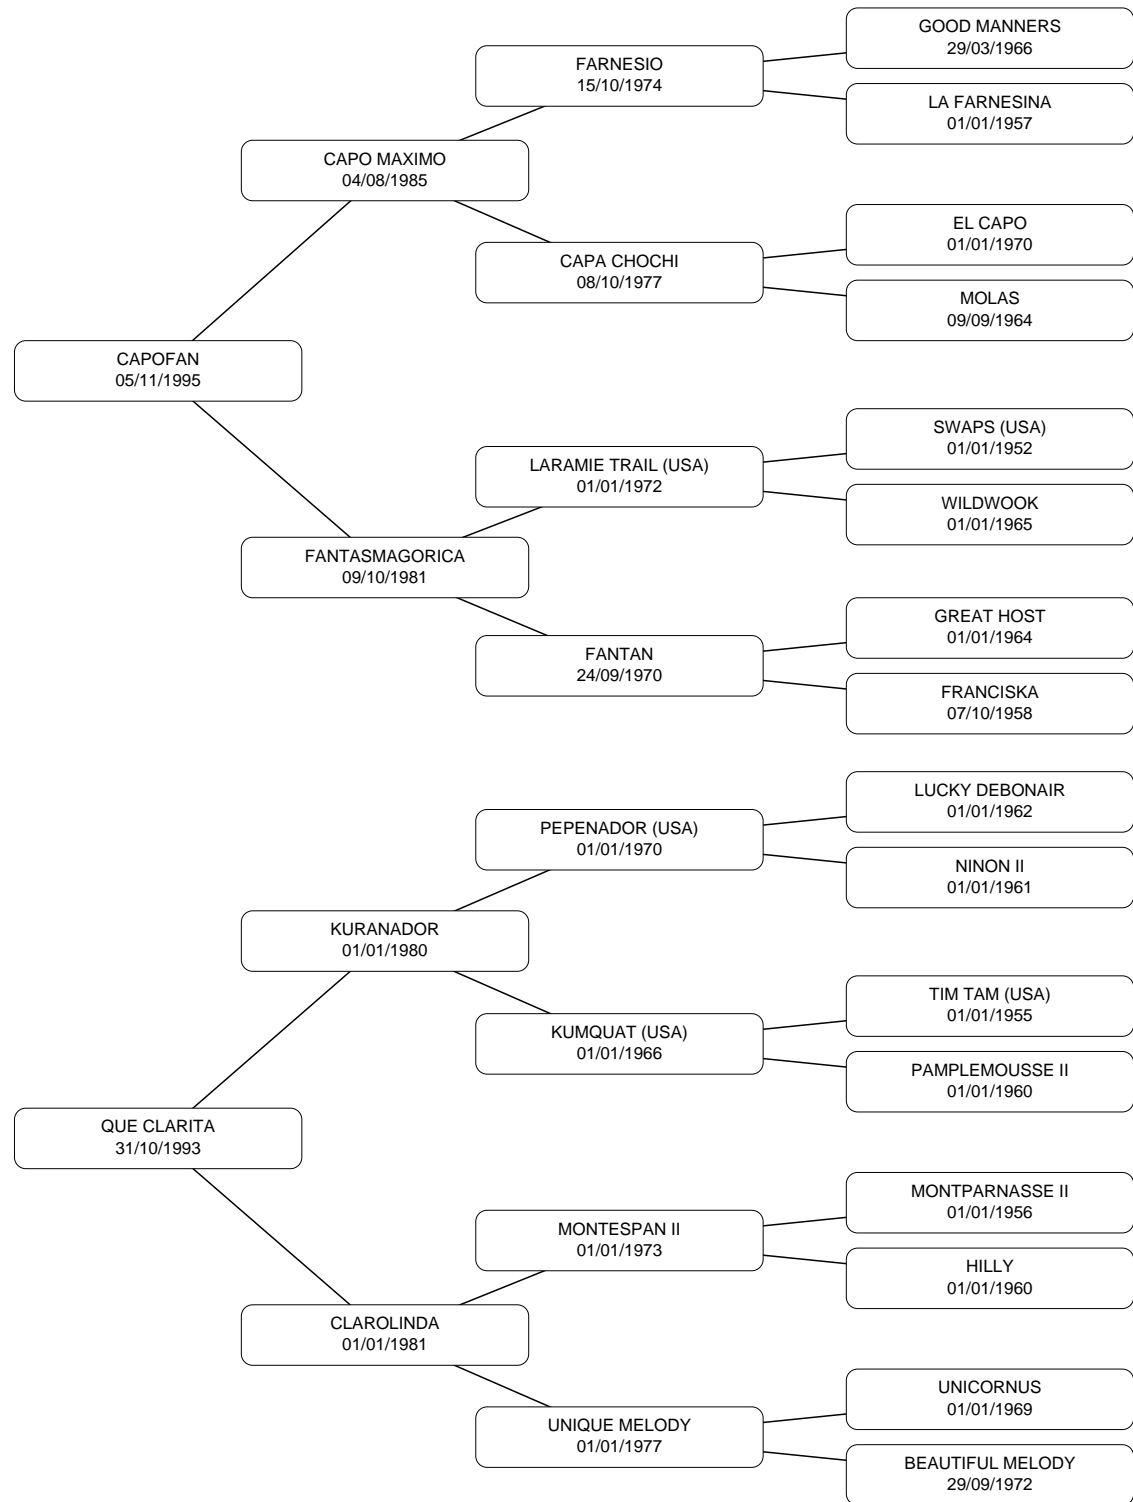 GOOD MANNERS
29/03/1966
FARNESIO
15/10/1974
LA FARNESINA
01/01/1957
CAPO MAXIMO
04/08/1985
EL CAPO
01/01/1970
CAPA CHOCHI
08/10/1977
MOLAS
09/09/1964
CAPOFAN
05/11/1995
SWAPS (USA)
01/01/1952
LARAMIE TRAIL (USA)
01/01/1972
WILDWOOK
01/01/1965
FANTASMAGORICA
09/10/1981
GREAT HOST
01/01/1964
FANTAN
24/09/1970
FRANCISKA
07/10/1958
LUCKY DEBONAIR
01/01/1962
PEPENADOR (USA)
01/01/1970
NINON II
01/01/1961
KURANADOR
01/01/1980
TIM TAM (USA)
01/01/1955
KUMQUAT (USA)
01/01/1966
PAMPLEMOUSSE II
01/01/1960
QUE CLARITA
31/10/1993
MONTPARNASSE II
01/01/1956
MONTESPAN II
01/01/1973
HILLY
01/01/1960
CLAROLINDA
01/01/1981
UNICORNUS
01/01/1969
UNIQUE MELODY
01/01/1977
BEAUTIFUL MELODY
29/09/1972